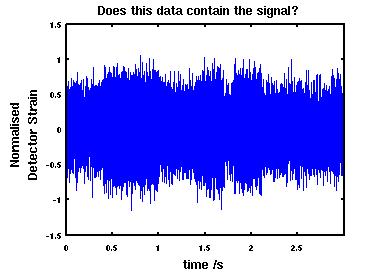 Does this data contain the signal?
1.5
1
0.5
0
-0.5
-1
-1.5
Normalised
Detector Strain
0 0.5 1 1.5 2 2.5
time /s